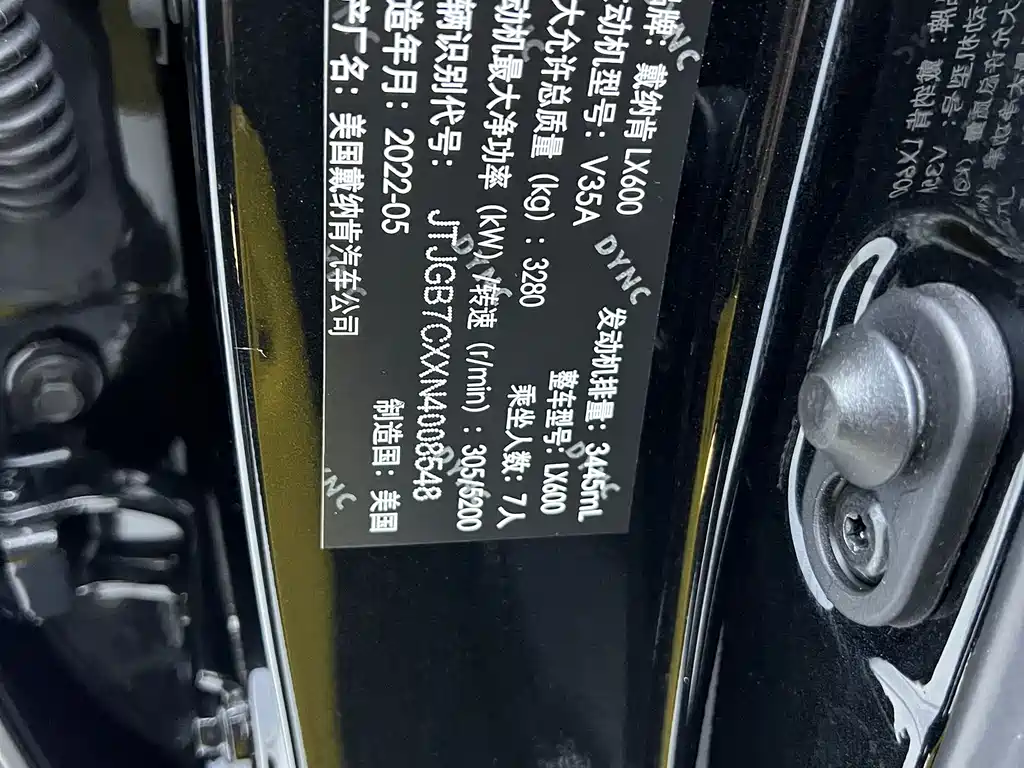 牌: 戴纳肯 LX600
动机型号: V35A 发动机排量: 3445mL
大允许总质量 (kg) : 3280 整车型号: LX600
乘坐人数: 7人
动机最大净功率 (kW) /转速 (r/min) : 305/5200
辆识别代号: JTJGB7CXXN4008548
造年月: 2022-05 制造国: 美国
产厂名: 美国戴纳肯汽车公司
DYNC
DYNC
DYNC